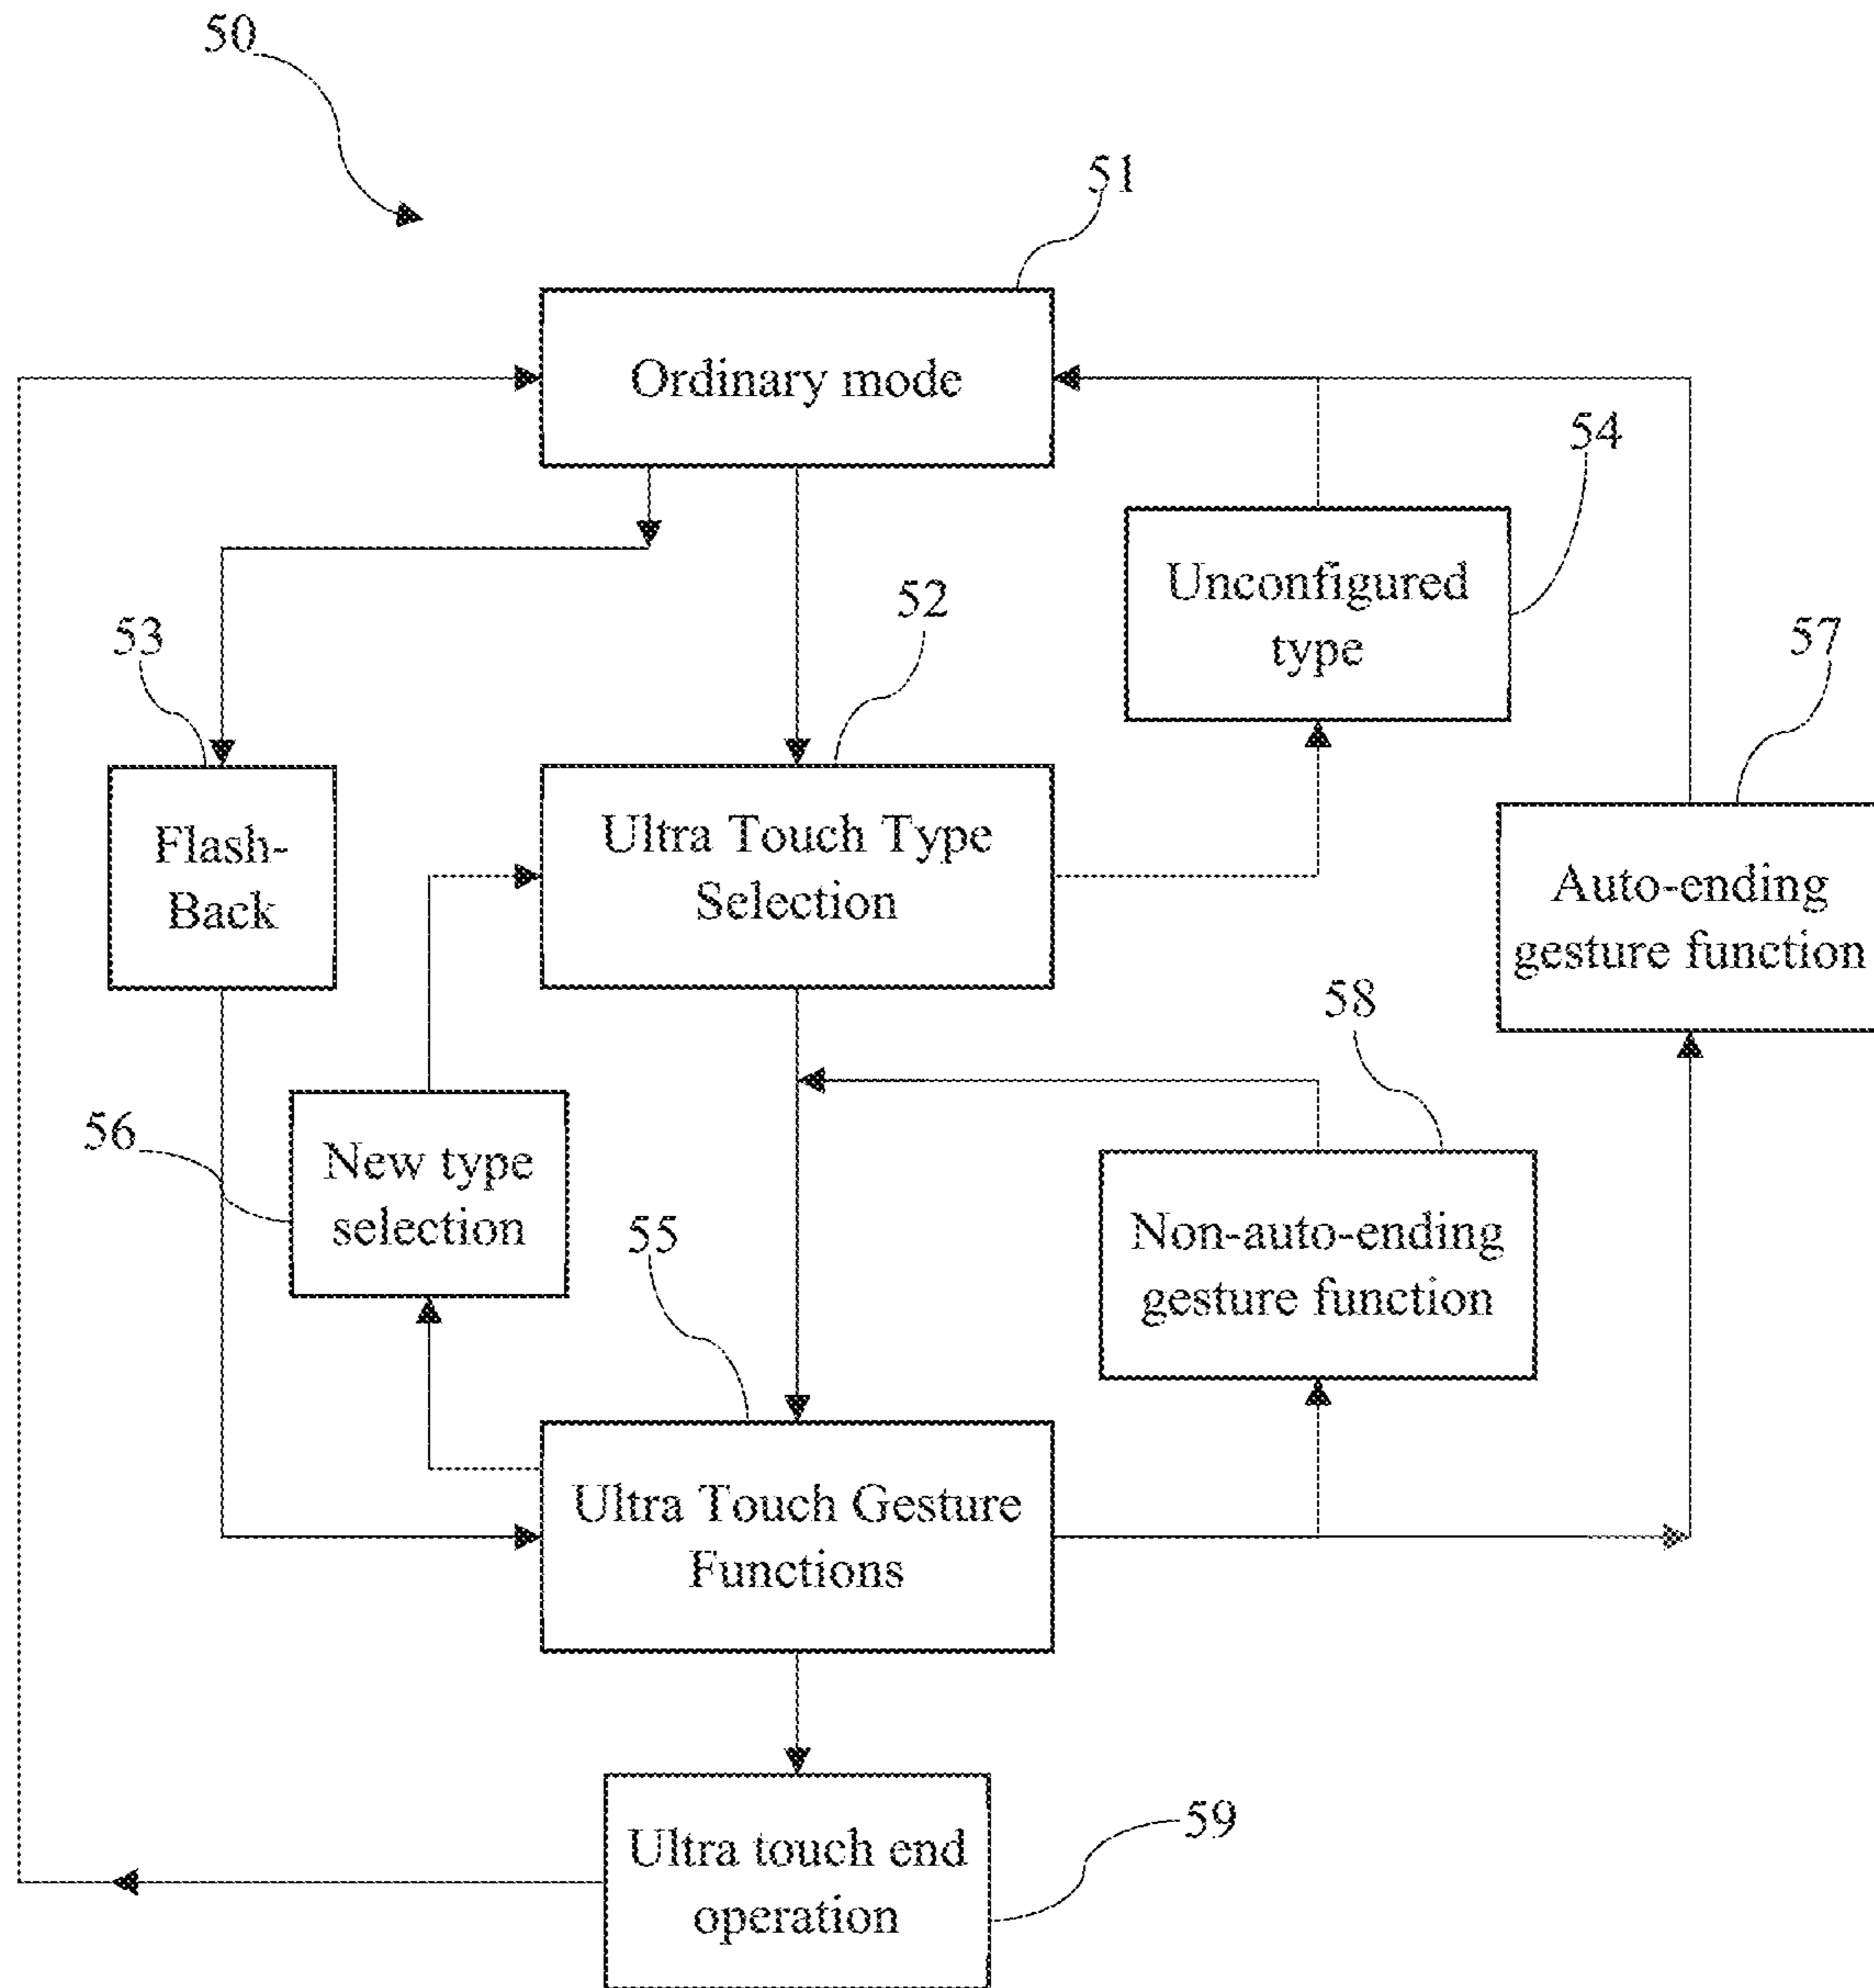 50
51
Ordinary mode
54
Unconfigured
type
52
53
57
Flash-
Back
Ultra Touch Type
Selection
Auto-ending
gesture function
58
56
New type
selection
55
Non-auto-ending
gesture function
Ultra Touch Gesture
Functions
59
Ultra touch end
operation